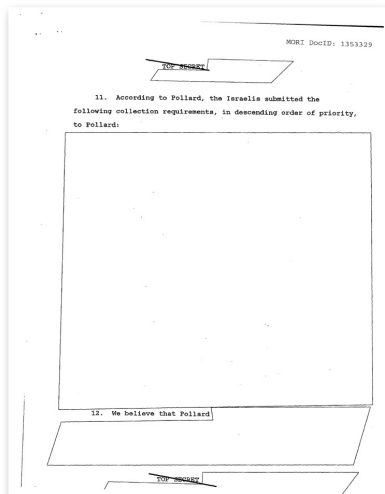 MORI DocID: 1353329
TOP SECRET
11. According to Pollard, the Israelis submitted the
following collection requirements, in descending order of priority,
to Pollard:
12. We believe that Pollard
TOP SECRET